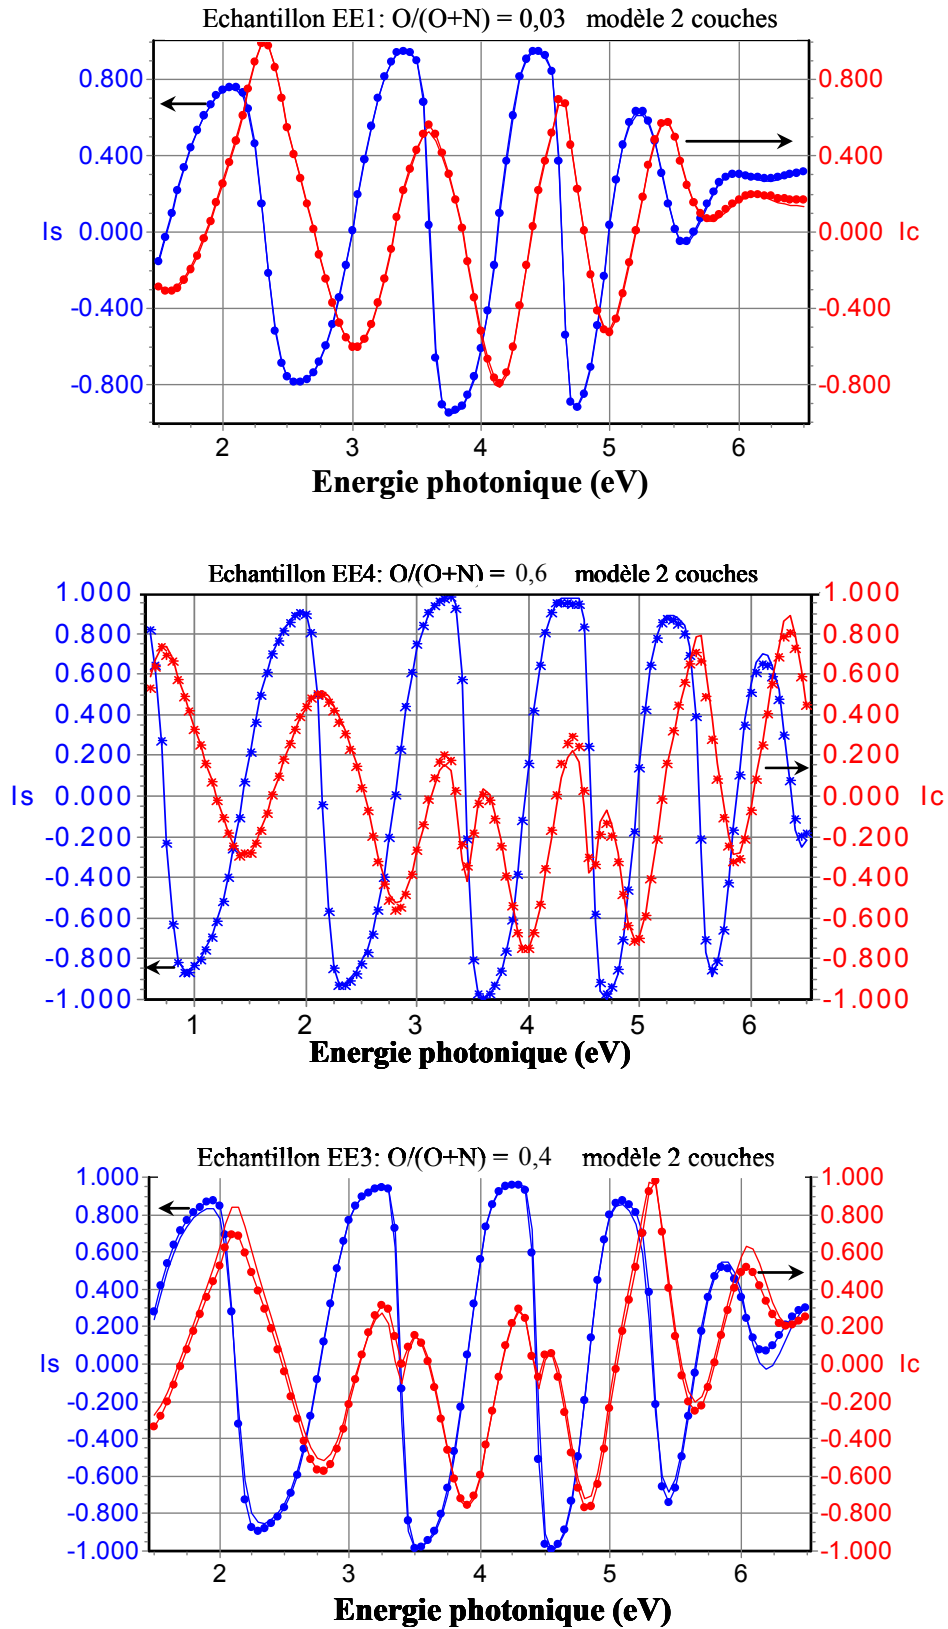 Echantillon EE1: O/(O+N) = 0,03 modèle 2 couches
0.800 0.800
0.400 0.400
Is 0.000 0.000 Ic
-0.400 -0.400
-0.800 -0.800
2 3 4 5 6
Energie photonique (eV)
Echantillon EE4: O/(O+N) = 0,6 modèle 2 couches
1.000 1.000
0.800 0.800
0.600 0.600
0.400 0.400
0.200 0.200
Is 0.000 0.000 Ic
-0.200 -0.200
-0.400 -0.400
-0.600 -0.600
-0.800 -0.800
-1.000 -1.000
1 2 3 4 5 6
Energie photonique (eV)
Echantillon EE3: O/(O+N) = 0,4 modèle 2 couches
1.000 1.000
0.800 0.800
0.600 0.600
0.400 0.400
0.200 0.200
Is 0.000 0.000 Ic
-0.200 -0.200
-0.400 -0.400
-0.600 -0.600
-0.800 -0.800
-1.000 -1.000
2 3 4 5 6
Energie photonique (eV)